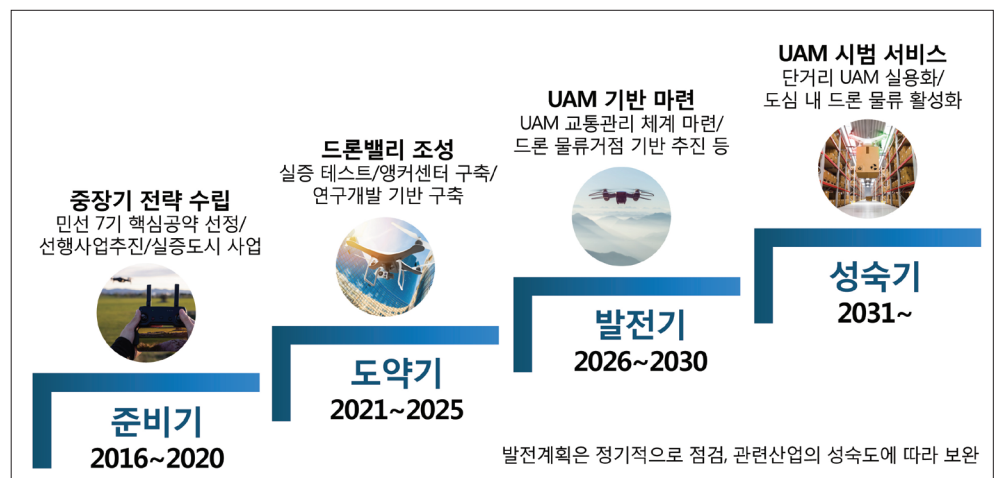 중장기 전략 수립
민선 7기 핵심공약 선정/
선행사업추진/실증도시 사업
준비기
2016~2020
드론밸리 조성
실증 테스트/앵커센터 구축/
연구개발 기반 구축
도약기
2021~2025
UAM 기반 마련
UAM 교통관리 체계 마련/
드론 물류거점 기반 추진 등
발전기
2026~2030
UAM 시범 서비스
단거리 UAM 실용화/
도심 내 드론 물류 활성화
성숙기
2031~
발전계획은 정기적으로 점검, 관련산업의 성숙도에 따라 보완